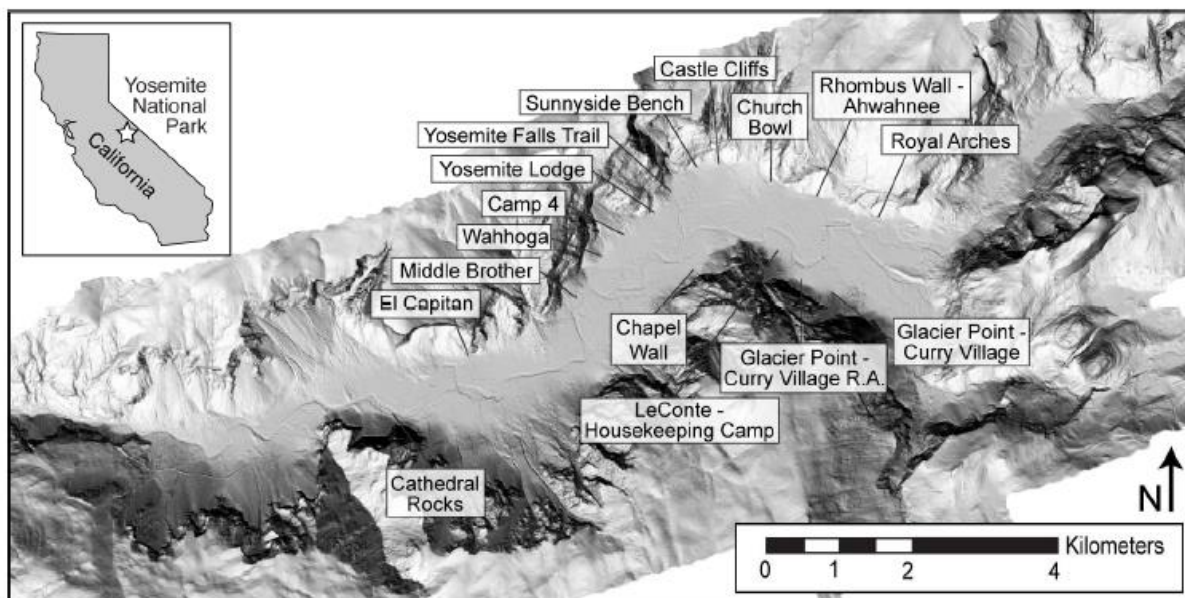 Yosemite
National
Park
California
Castle Cliffs
Sunnyside Bench
Church
Bowl
Rhombus Wall -
Ahwahnee
Yosemite Falls Trail
Royal Arches
Yosemite Lodge
Camp 4
Wahhoga
Middle Brother
El Capitan
Chapel
Wall
Glacier Point -
Curry Village
Glacier Point -
Curry Village R.A.
LeConte -
Housekeeping Camp
Cathedral
Rocks
N
Kilometers
0 1 2 4